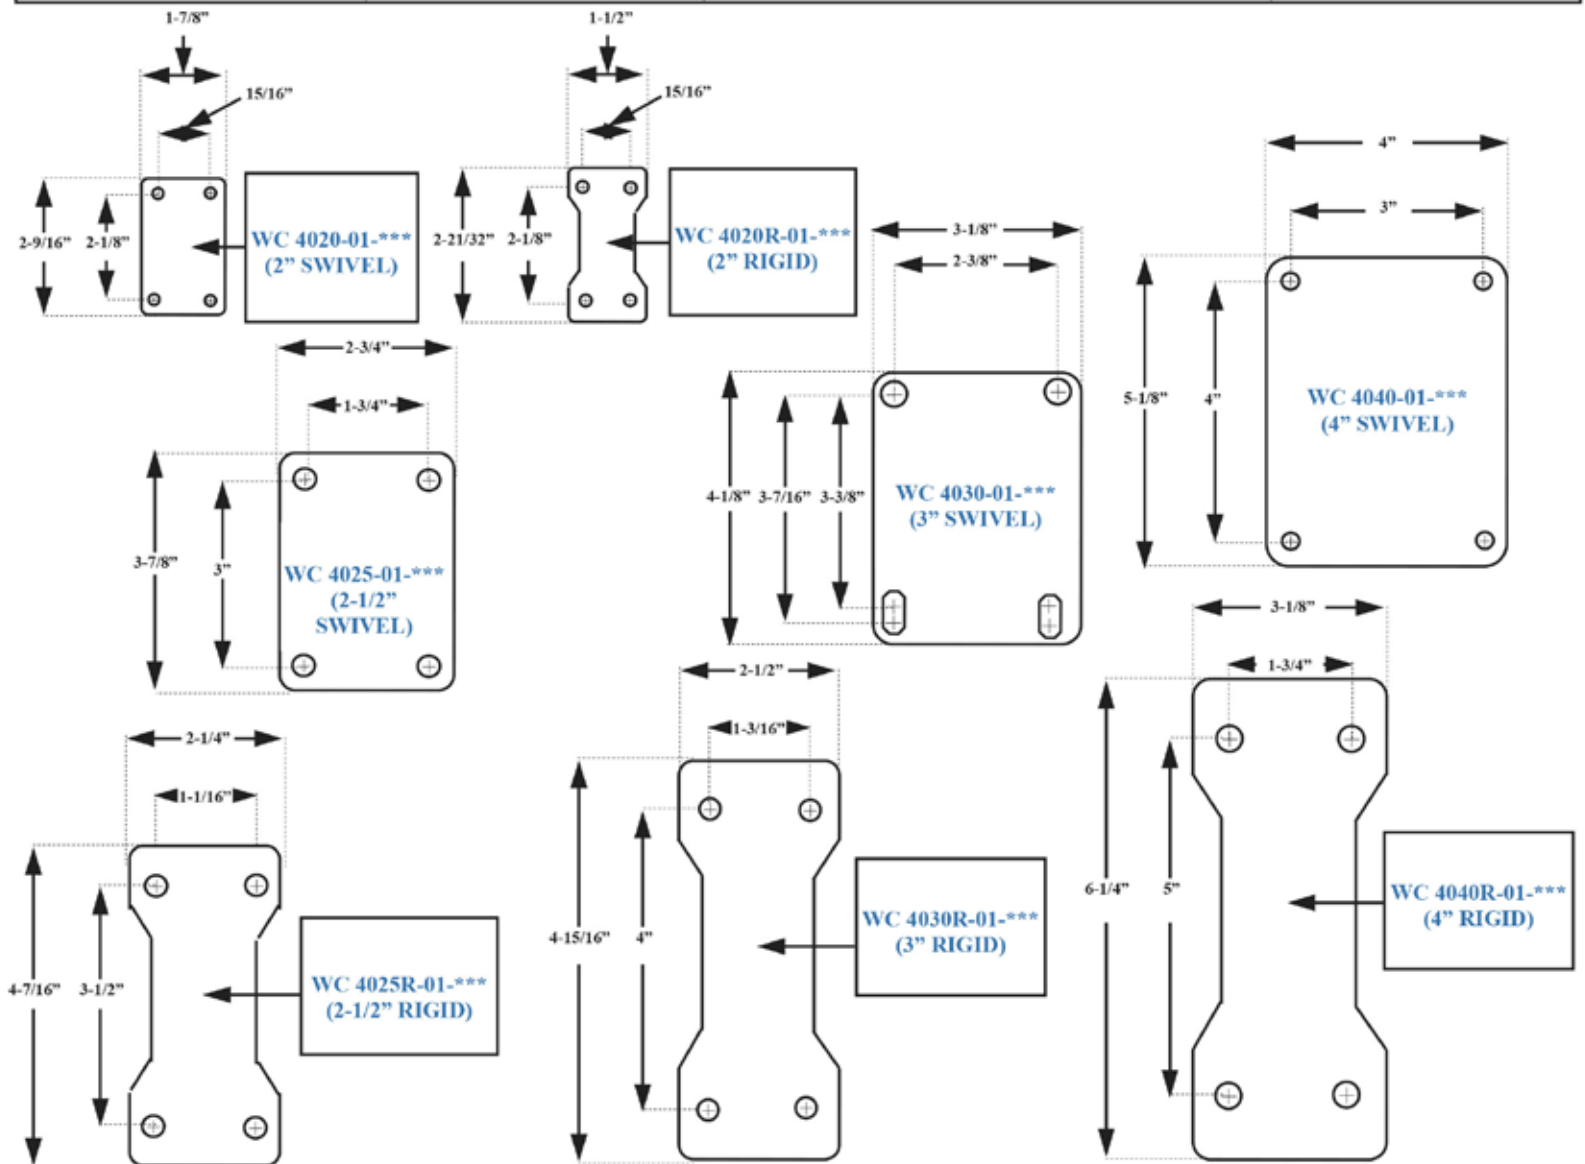 1-7/8”
15/16”
2-9/16”
2-1/8”
WC 4020-01-***
(2” SWIVEL)
1-1/2”
15/16”
2-21/32”
2-1/8”
WC 4020R-01-***
(2” RIGID)
2-3/4”
1-3/4”
3-7/8”
3”
WC 4025-01-***
(2-1/2”
SWIVEL)
3-1/8”
2-3/8”
4-1/8”
3-7/16”
3-3/8”
WC 4030-01-***
(3” SWIVEL)
4”
3”
5-1/8”
4”
WC 4040-01-***
(4” SWIVEL)
2-1/4”
1-1/16”
4-7/16”
3-1/2”
WC 4025R-01-***
(2-1/2” RIGID)
2-1/2”
1-3/16”
4-15/16”
4”
WC 4030R-01-***
(3” RIGID)
3-1/8”
1-3/4”
6-1/4”
5”
WC 4040R-01-***
(4” RIGID)